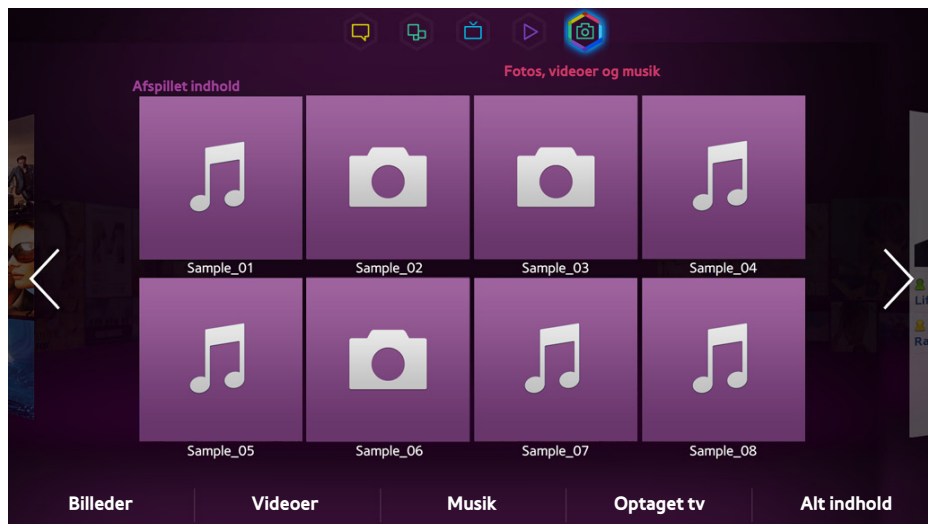 Fotos, videoer og musik
Afspillet indhold
Sample_01
Sample_02
Sample_03
Sample_04
Sample_05
Sample_06
Sample_07
Sample_08
Billeder
Videoer
Musik
Optaget tv
Alt indhold